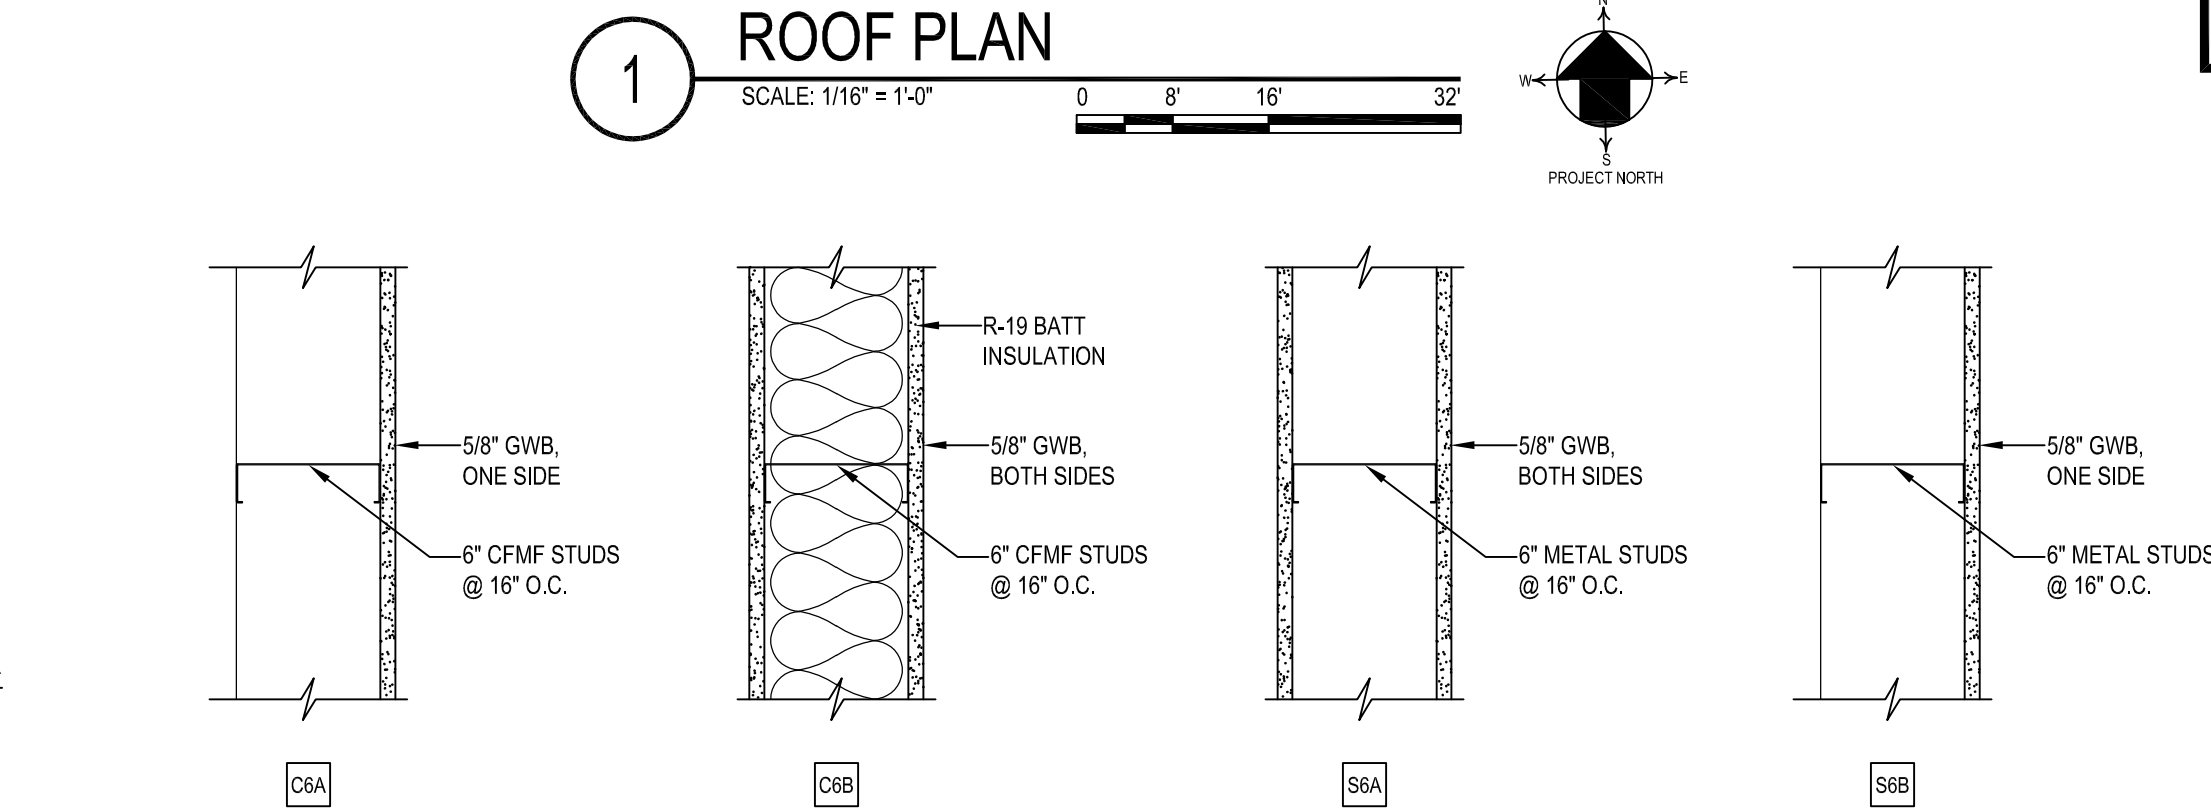 1
ROOF PLAN
SCALE: 1/16" = 1'-0"
0 8' 16' 32'
N
W E
S
PROJECT NORTH
5/8" GWB,
ONE SIDE
6" CFMF STUDS
@ 16" O.C.
C6A
R-19 BATT
INSULATION
5/8" GWB,
BOTH SIDES
6" CFMF STUDS
@ 16" O.C.
C6B
5/8" GWB,
BOTH SIDES
6" METAL STUDS
@ 16" O.C.
S6A
5/8" GWB,
ONE SIDE
6" METAL STUDS
@ 16" O.C.
S6B